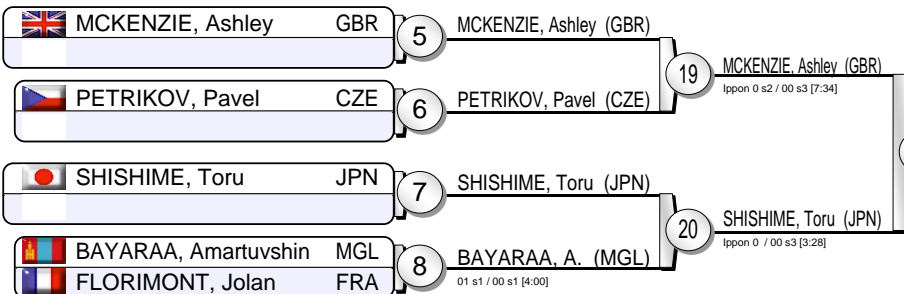 MCKENZIE, Ashley GBR
5
MCKENZIE, Ashley (GBR)
19
MCKENZIE, Ashley (GBR)
Ippon 0 s2 / 00 s3 [7:34]
PETRIKOV, Pavel CZE
6
PETRIKOV, Pavel (CZE)
SHISHIME, Toru JPN
7
SHISHIME, Toru (JPN)
20
SHISHIME, Toru (JPN)
Ippon 0 / 00 s3 [3:28]
BAYARAA, Amartuvshin MGL
FLORIMONT, Jolan FRA
8
BAYARAA, A. (MGL)
01 s1 / 00 s1 [4:00]